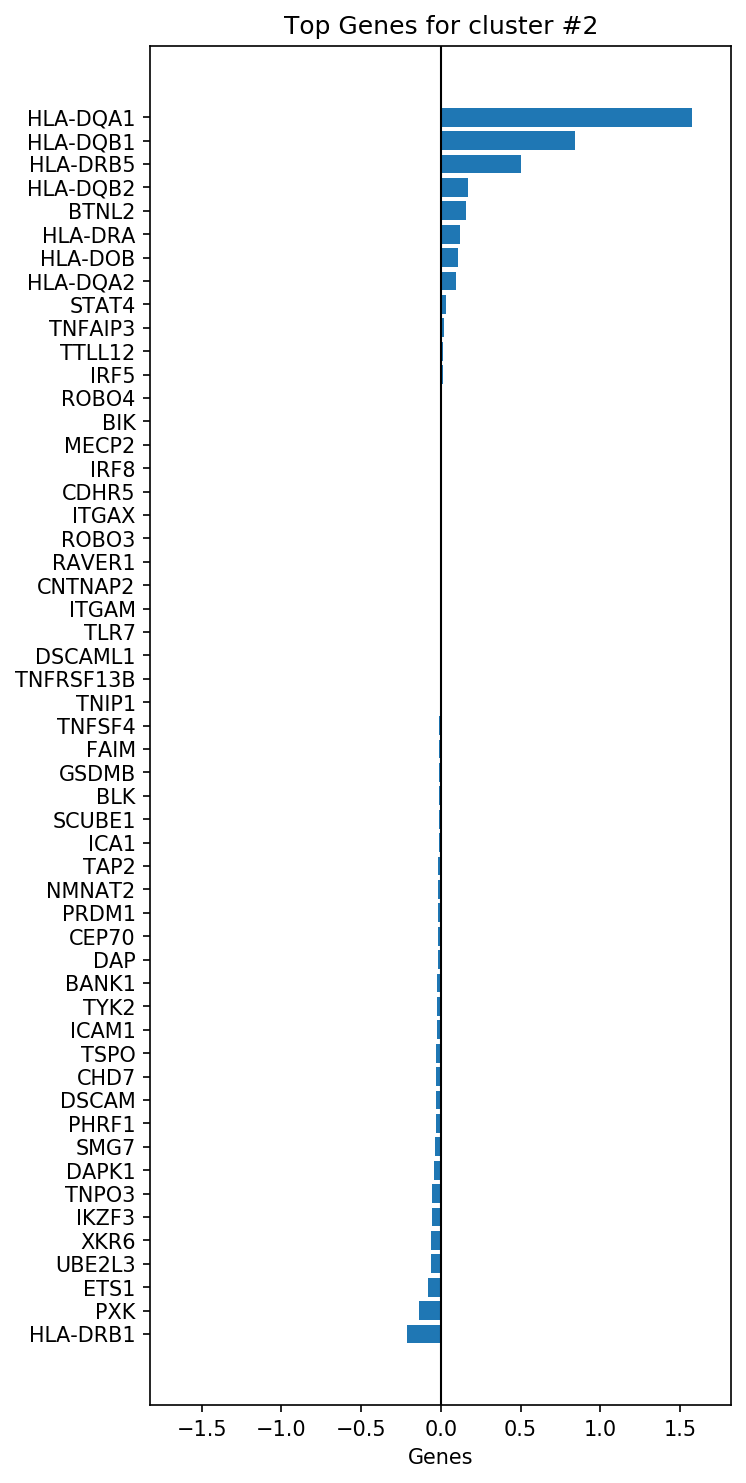 Top Genes for cluster #2
HLA-DQA1
HLA-DQB1
HLA-DRB5
HLA-DQB2
BTNL2
HLA-DRA
HLA-DOB
HLA-DQA2
STAT4
TNFAIP3
TTLL12
IRF5
ROBO4
BIK
MECP2
IRF8
CDHR5
ITGAX
ROBO3
RAVER1
CNTNAP2
ITGAM
TLR7
DSCAML1
TNFRSF13B
TNIP1
TNFSF4
FAIM
GSDMB
BLK
SCUBE1
ICA1
TAP2
NMNAT2
PRDM1
CEP70
DAP
BANK1
TYK2
ICAM1
TSPO
CHD7
DSCAM
PHRF1
SMG7
DAPK1
TNPO3
IKZF3
XKR6
UBE2L3
ETS1
PXK
HLA-DRB1
−1.5 −1.0 −0.5 0.0 0.5 1.0 1.5
Genes